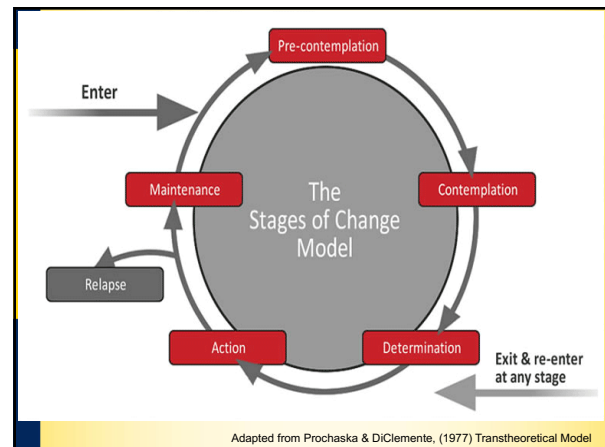 Pre-contemplation
Enter
Maintenance
The
Stages of Change
Model
Contemplation
Relapse
Action
Determination
Exit & re-enter
at any stage
Adapted from Prochaska & DiClemente, (1977) Transtheoretical Model